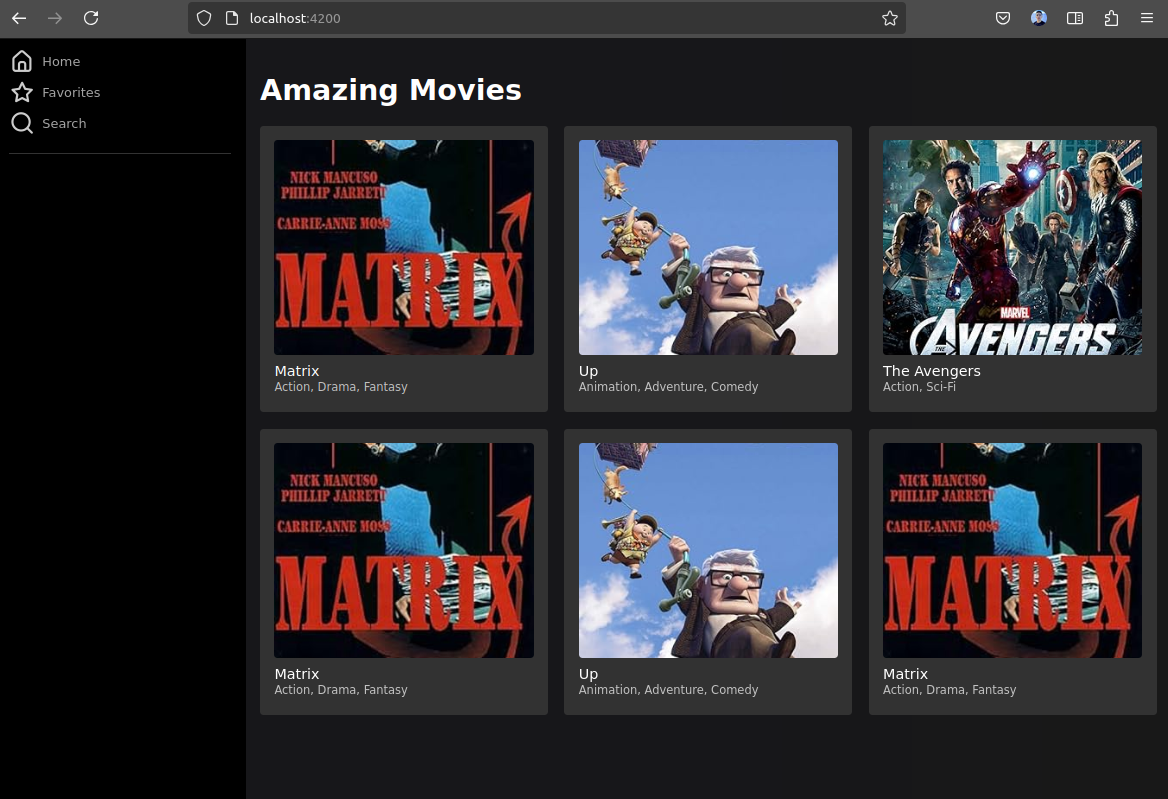 localhost:4200
Home
Favorites
Search
Amazing Movies
NICK MANCUSO
PHILLIP JARRETT
CARRIE-ANNE MOSS
MATRIX
Matrix
Action, Drama, Fantasy
Up
Animation, Adventure, Comedy
MARVEL
THE AVENGERS
The Avengers
Action, Sci-Fi
NICK MANCUSO
PHILLIP JARRETT
CARRIE-ANNE MOSS
MATRIX
Matrix
Action, Drama, Fantasy
Up
Animation, Adventure, Comedy
NICK MANCUSO
PHILLIP JARRETT
CARRIE-ANNE MOSS
MATRIX
Matrix
Action, Drama, Fantasy